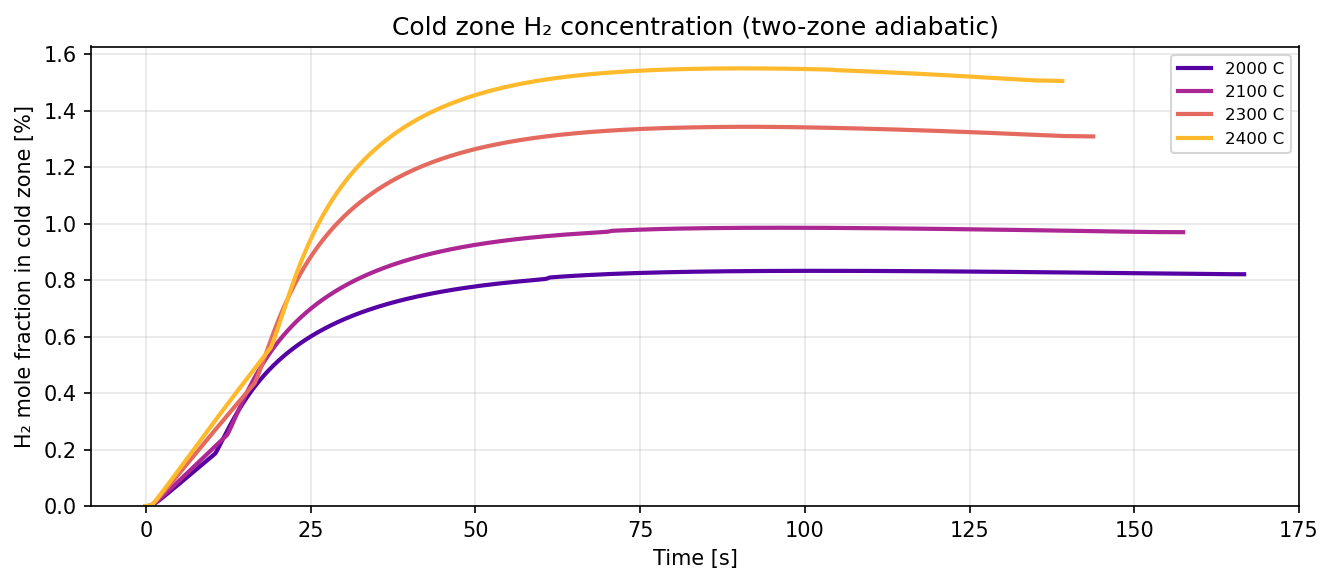 Cold zone H₂ concentration (two-zone adiabatic)
H₂ mole fraction in cold zone [%]
1.6
1.4
1.2
1.0
0.8
0.6
0.4
0.2
0.0
2000 C
2100 C
2300 C
2400 C
0
25
50
75
100
125
150
175
Time [s]